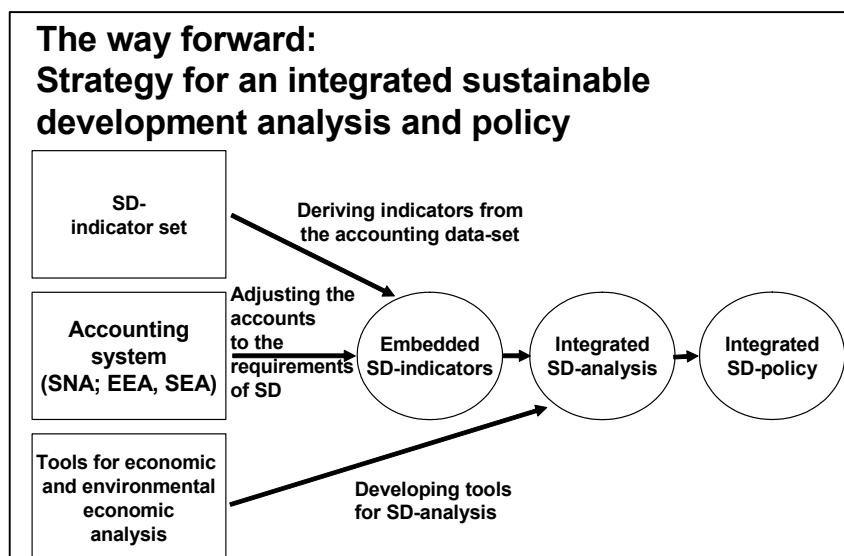 The way forward:
Strategy for an integrated sustainable
development analysis and policy
SD-
indicator set
Deriving indicators from
the accounting data-set
Accounting
system
(SNA; EEA, SEA)
Adjusting the
accounts
to the
requirements
of SD
Embedded
SD-indicators
Integrated
SD-analysis
Integrated
SD-policy
Tools for economic
and environmental
economic
analysis
Developing tools
for SD-analysis